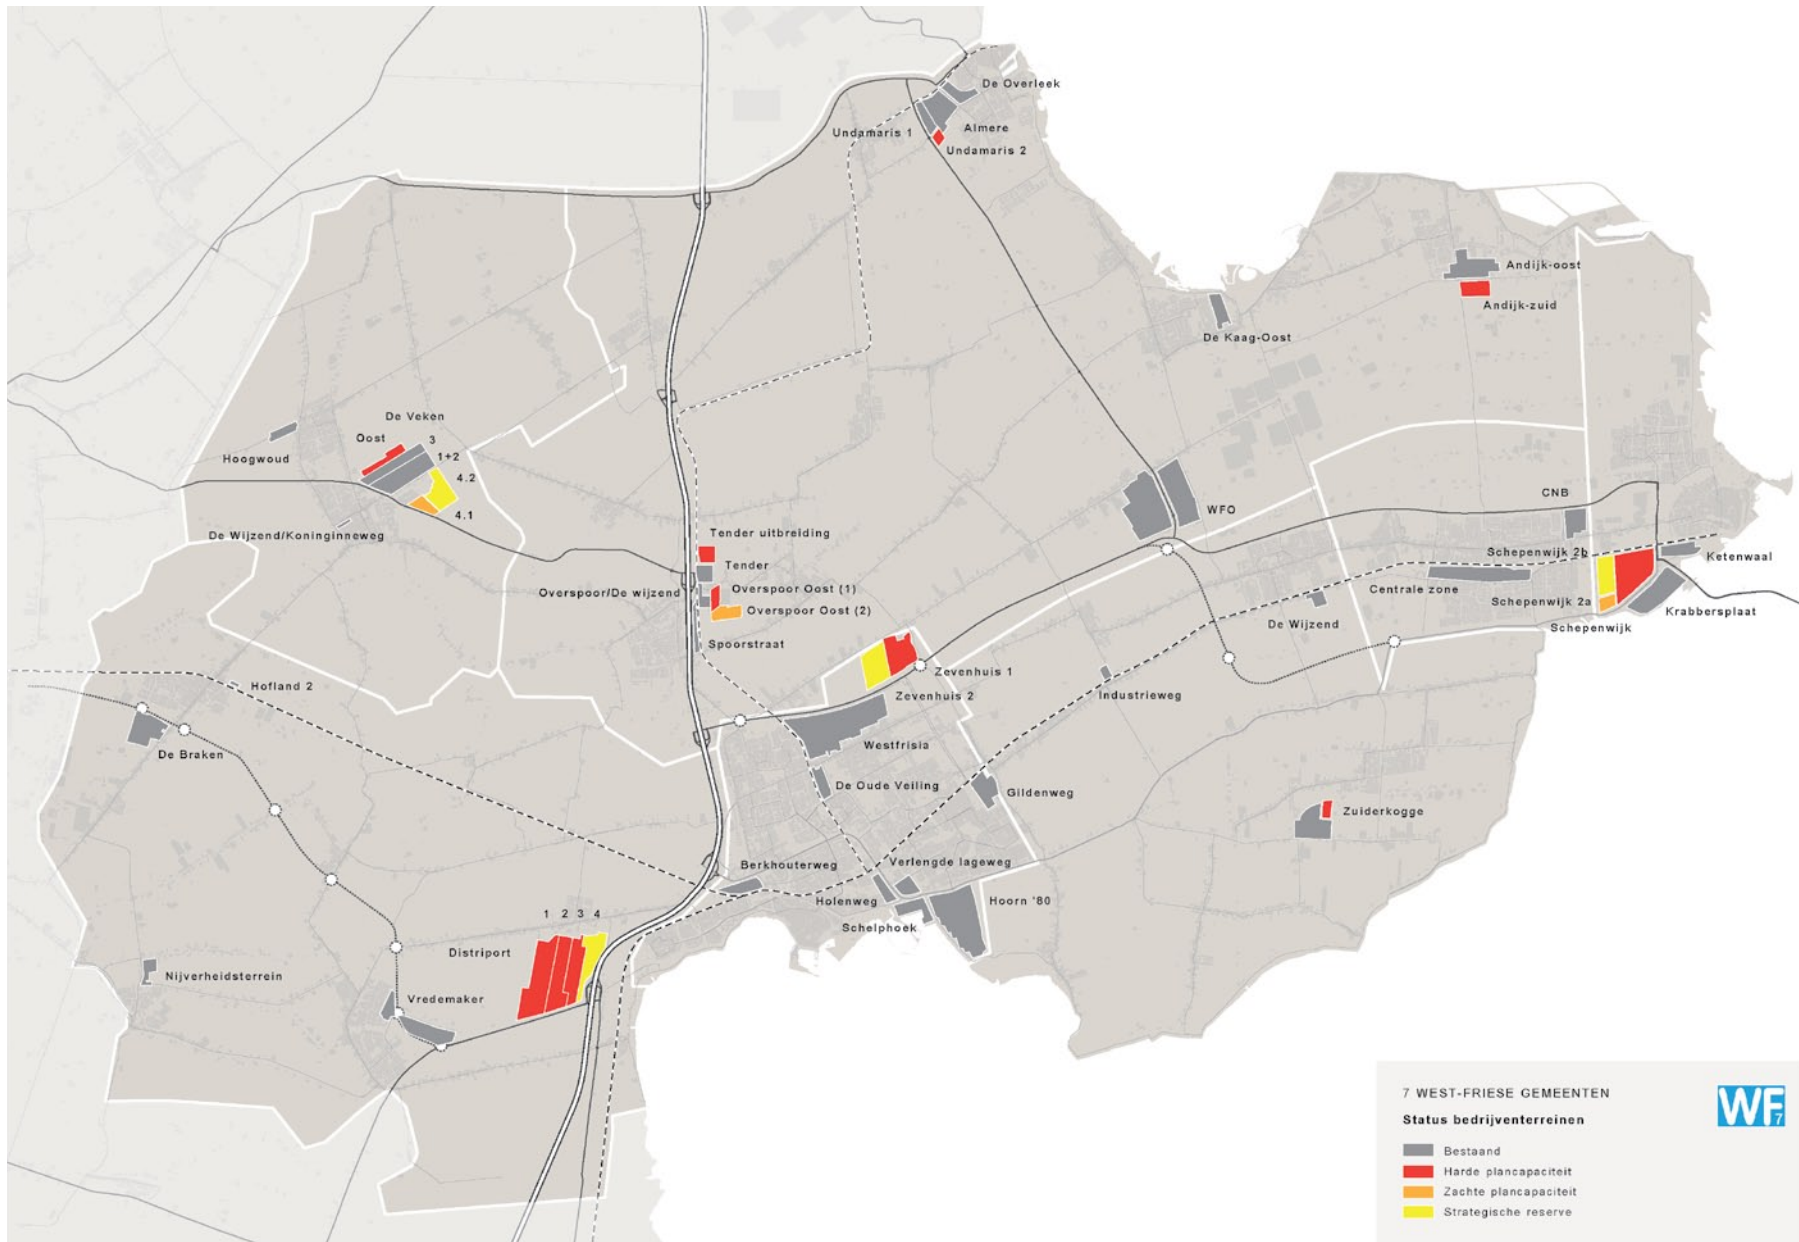 De Overleek
Almere
Undamaris 1
Undamaris 2
Andijk-oost
Andijk-zuid
De Kaag-Oost
De Veken
Oost
3
1+2
4.2
4.1
Hoogwoud
De Wijzend/Koninginneweg
WFO
CNB
Tender uitbreiding
Tender
Overspoor/De wijzend
Overspoor Oost (1)
Overspoor Oost (2)
Spoorstraat
Schepenwijk 2b
Ketenwaal
Centrale zone
Schepenwijk 2a
Krabbersplaat
Schepenwijk
De Wijzend
Zevenhuis 1
Zevenhuis 2
Industrieweg
Hofland 2
De Braken
Westfrisia
De Oude Veiling
Gildenweg
Zuiderkogge
Berkhouterweg
Verlengde lageweg
Holenweg
Hoorn '80
Schelphoek
1 2 3 4
Distriport
Nijverheidsterrein
Vredemaker
7 WEST-FRIESE GEMEENTEN
Status bedrijventerreinen
WF7
Bestaand
Harde plancapaciteit
Zachte plancapaciteit
Strategische reserve